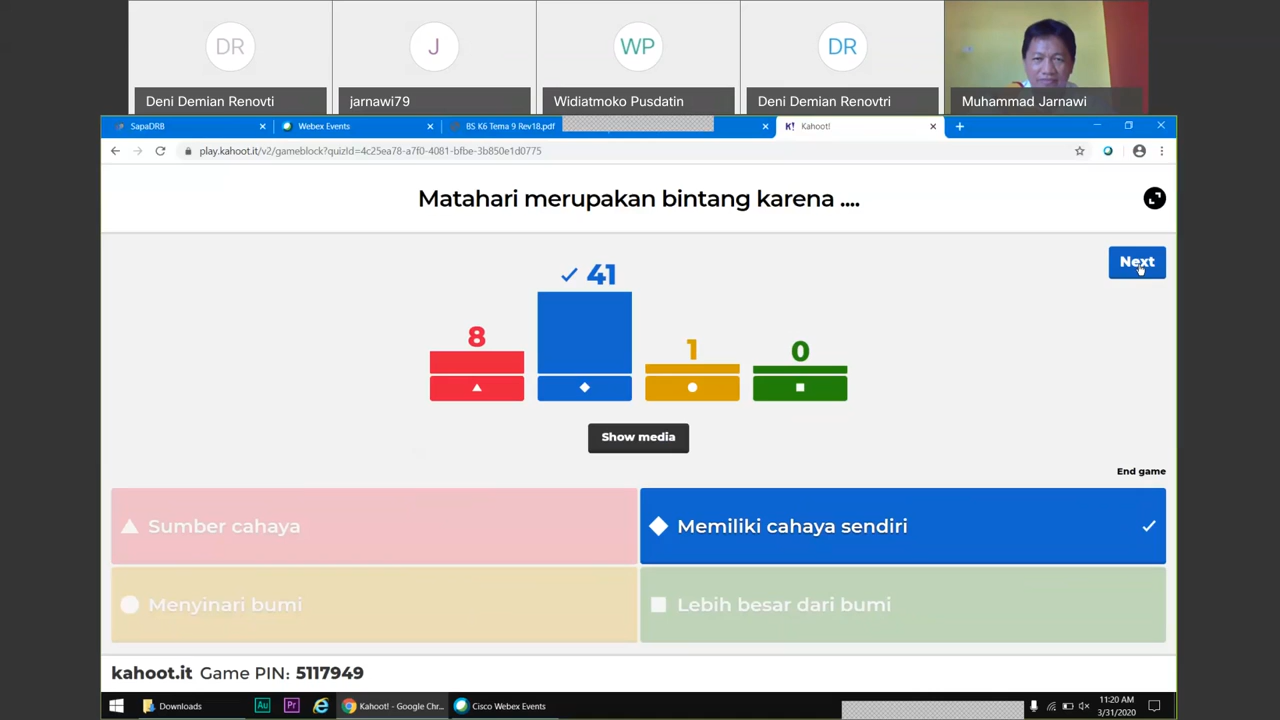 DR
J
WP
DR
Deni Demian Renovti
jarnawi79
Widiatmoko Pusdatin
Deni Demian Renovtri
Muhammad Jarnawi
SapaDRB
Webex Events
BS K6 Tema 9 Rev18.pdf
K! Kahoot!
play.kahoot.it/v2/gameblock?quizId=4c25ea78-a7f0-4081-bfbe-3b850e1d0775
Matahari merupakan bintang karena ....
Next
8
41
1
0
Show media
End game
Sumber cahaya
Memiliki cahaya sendiri
Menyinari bumi
Lebih besar dari bumi
kahoot.it Game PIN: 5117949
Downloads
Au
Pr
Kahoot! - Google Chr...
Cisco Webex Events
11:20 AM
3/31/2020